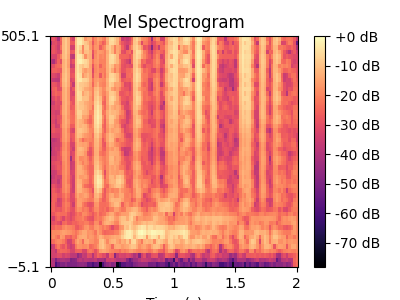 Mel Spectrogram
505.1
−5.1
0
0.5
1
1.5
2
+0 dB
-10 dB
-20 dB
-30 dB
-40 dB
-50 dB
-60 dB
-70 dB